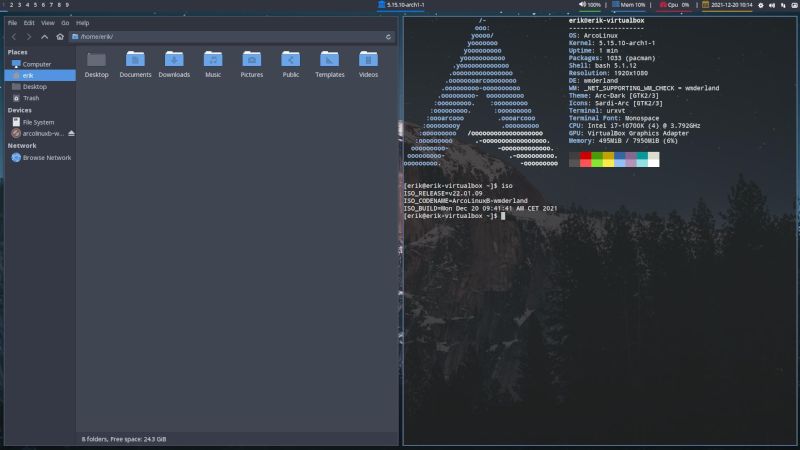 1 2 3 4 5 6 7 8 9
5.15.10-arch1-1
100%
Mem 10%
Cpu 0%
2021-12-20 10:14
File Edit View Go Help
/home/erik/
Places
Computer
erik
Desktop
Trash
Devices
File System
arcolinuxb-w...
Network
Browse Network
Desktop Documents Downloads Music Pictures Public Templates Videos
8 folders, Free space: 24.3 GiB
erik@erik-virtualbox
-------------------
OS: ArcoLinux
Kernel: 5.15.10-arch1-1
Uptime: 1 min
Packages: 1033 (pacman)
Shell: bash 5.1.12
Resolution: 1920x1080
DE: wmderland
WM: _NET_SUPPORTING_WM_CHECK = wmderland
Theme: Arc-Dark [GTK2/3]
Icons: Sardi-Arc [GTK2/3]
Terminal: urxvt
Terminal Font: Monospace
CPU: Intel i7-10700K (4) @ 3.792GHz
GPU: VirtualBox Graphics Adapter
Memory: 495MiB / 7950MiB (6%)
[erik@erik-virtualbox ~]$ iso
ISO_RELEASE=v22.01.09
ISO_CODENAME=ArcoLinuxB-wmderland
ISO_BUILD=Mon Dec 20 09:41:41 AM CET 2021
[erik@erik-virtualbox ~]$